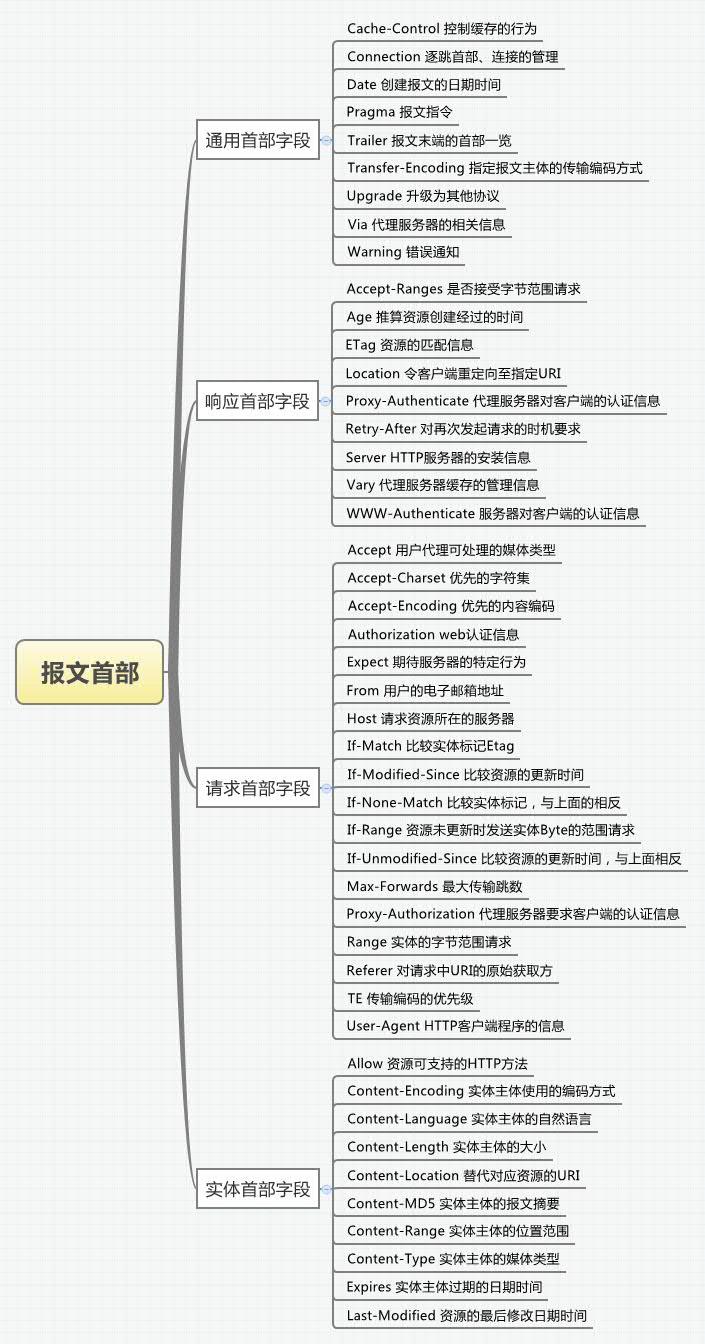 报文首部
通用首部字段
Cache-Control 控制缓存的行为
Connection 逐跳首部、连接的管理
Date 创建报文的日期时间
Pragma 报文指令
Trailer 报文末端的首部一览
Transfer-Encoding 指定报文主体的传输编码方式
Upgrade 升级为其他协议
Via 代理服务器的相关信息
Warning 错误通知
响应首部字段
Accept-Ranges 是否接受字节范围请求
Age 推算资源创建经过的时间
ETag 资源的匹配信息
Location 令客户端重定向至指定URI
Proxy-Authenticate 代理服务器对客户端的认证信息
Retry-After 对再次发起请求的时机要求
Server HTTP服务器的安装信息
Vary 代理服务器缓存的管理信息
WWW-Authenticate 服务器对客户端的认证信息
请求首部字段
Accept 用户代理可处理的媒体类型
Accept-Charset 优先的字符集
Accept-Encoding 优先的内容编码
Authorization web认证信息
Expect 期待服务器的特定行为
From 用户的电子邮箱地址
Host 请求资源所在的服务器
If-Match 比较实体标记Etag
If-Modified-Since 比较资源的更新时间
If-None-Match 比较实体标记，与上面的相反
If-Range 资源未更新时发送实体Byte的范围请求
If-Unmodified-Since 比较资源的更新时间，与上面相反
Max-Forwards 最大传输跳数
Proxy-Authorization 代理服务器要求客户端的认证信息
Range 实体的字节范围请求
Referer 对请求中URI的原始获取方
TE 传输编码的优先级
User-Agent HTTP客户端程序的信息
实体首部字段
Allow 资源可支持的HTTP方法
Content-Encoding 实体主体使用的编码方式
Content-Language 实体主体的自然语言
Content-Length 实体主体的大小
Content-Location 替代对应资源的URI
Content-MD5 实体主体的报文摘要
Content-Range 实体主体的位置范围
Content-Type 实体主体的媒体类型
Expires 实体主体过期的日期时间
Last-Modified 资源的最后修改日期时间